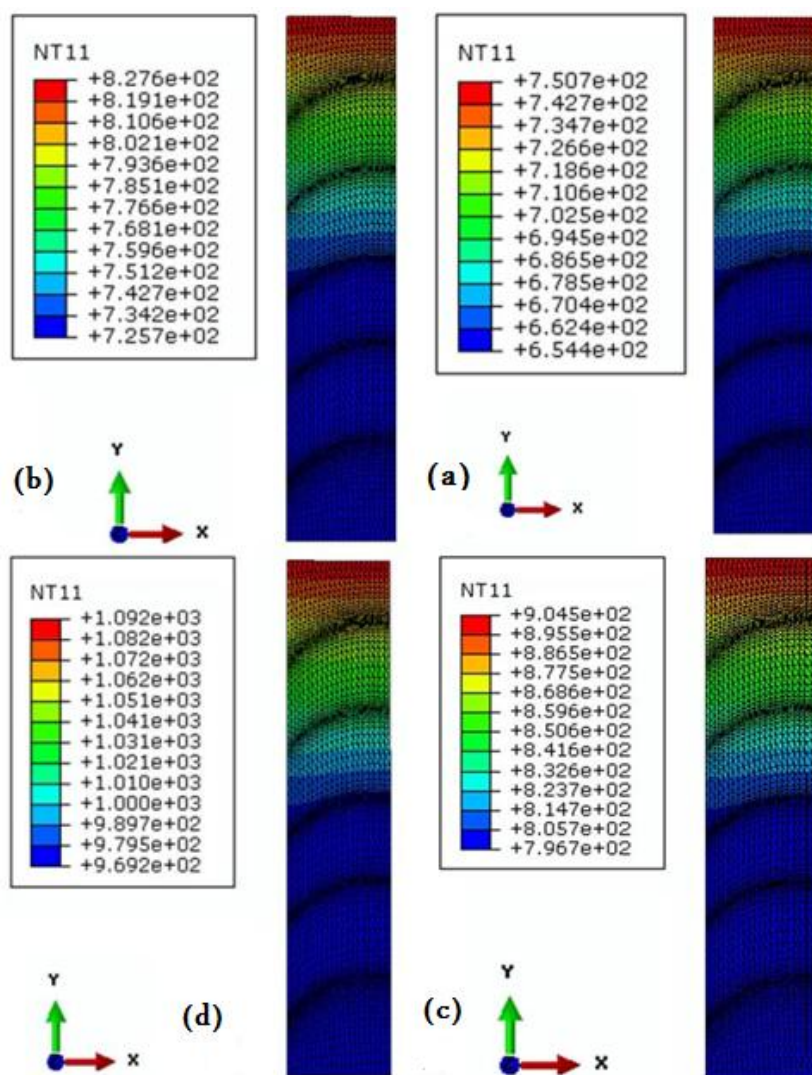 NT11
+8.276e+02
+8.191e+02
+8.106e+02
+8.021e+02
+7.936e+02
+7.851e+02
+7.766e+02
+7.681e+02
+7.596e+02
+7.512e+02
+7.427e+02
+7.342e+02
+7.257e+02
Y
X
(b)
NT11
+7.507e+02
+7.427e+02
+7.347e+02
+7.266e+02
+7.186e+02
+7.106e+02
+7.025e+02
+6.945e+02
+6.865e+02
+6.785e+02
+6.704e+02
+6.624e+02
+6.544e+02
(a)
Y
X
NT11
+1.092e+03
+1.082e+03
+1.072e+03
+1.062e+03
+1.051e+03
+1.041e+03
+1.031e+03
+1.021e+03
+1.010e+03
+1.000e+03
+9.897e+02
+9.795e+02
+9.692e+02
Y
X
(d)
NT11
+9.045e+02
+8.955e+02
+8.865e+02
+8.775e+02
+8.686e+02
+8.596e+02
+8.506e+02
+8.416e+02
+8.326e+02
+8.237e+02
+8.147e+02
+8.057e+02
+7.967e+02
(c)
Y
X